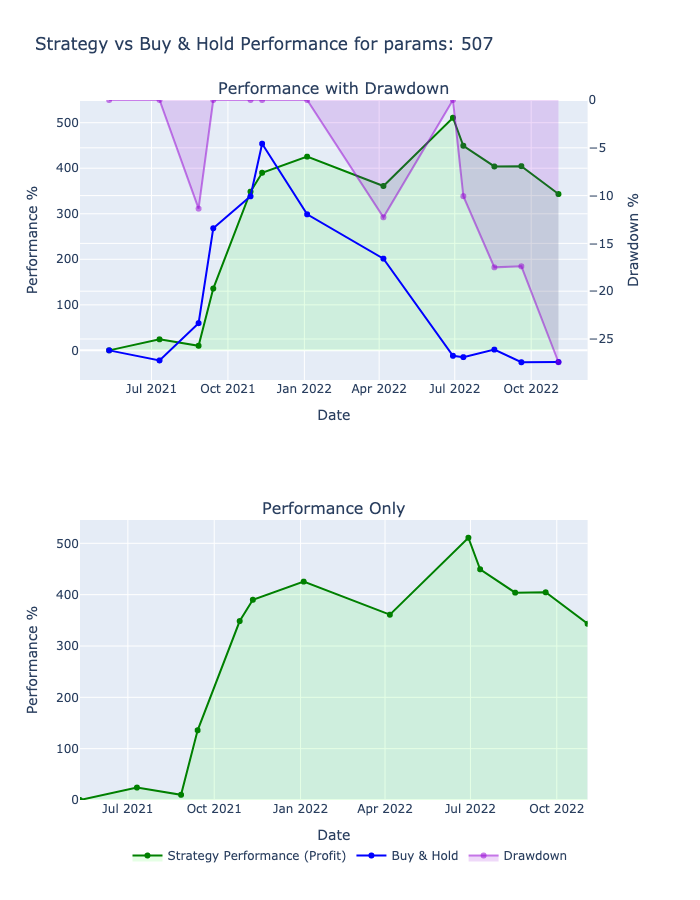 Strategy vs Buy & Hold Performance for params: 507
Performance with Drawdown
500
400
300
200
100
0
Performance %
0
−5
−10
−15
−20
−25
Drawdown %
Jul 2021 Oct 2021 Jan 2022 Apr 2022 Jul 2022 Oct 2022
Date
Performance Only
500
400
300
200
100
0
Performance %
Jul 2021 Oct 2021 Jan 2022 Apr 2022 Jul 2022 Oct 2022
Date
Strategy Performance (Profit) Buy & Hold Drawdown